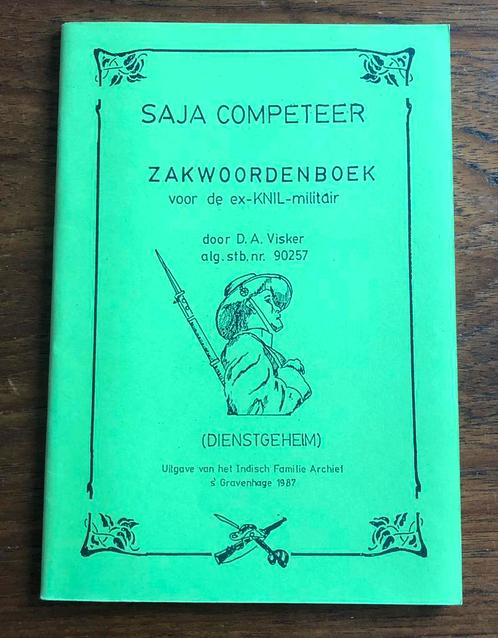 SAJA COMPETEER
ZAKWOORDENBOEK
voor de ex-KNIL-militair
door D.A. Visker
alg.stb.nr. 90257
(DIENSTGEHEIM)
Uitgave van het Indisch Familie Archief
s' Gravenhage 1987